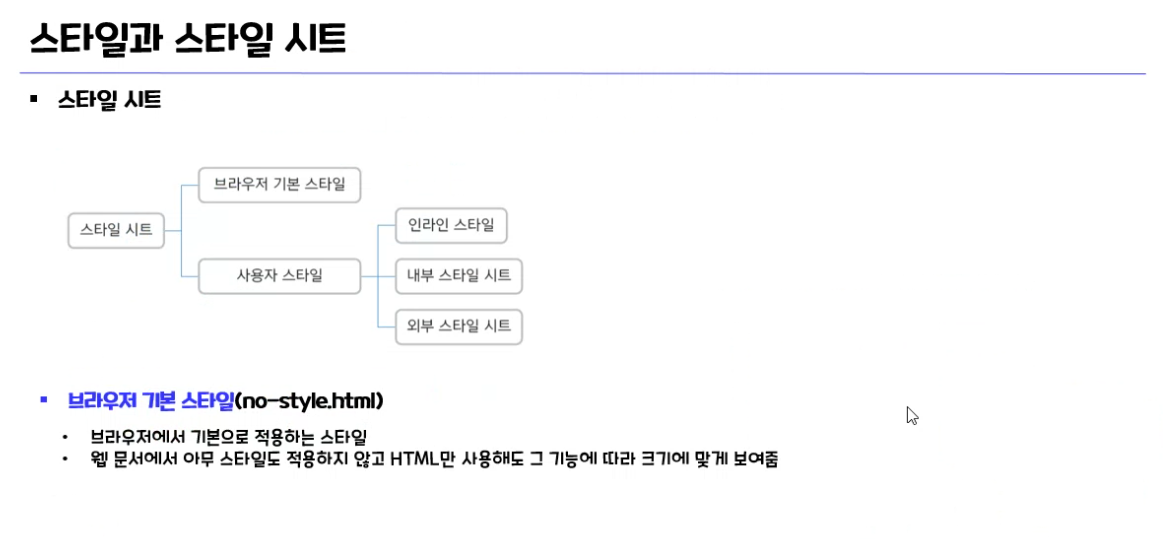 스타일과 스타일 시트
▪ 스타일 시트
브라우저 기본 스타일
스타일 시트
사용자 스타일
인라인 스타일
내부 스타일 시트
외부 스타일 시트
▪ 브라우저 기본 스타일(no-style.html)
• 브라우저에서 기본으로 적용하는 스타일
• 웹 문서에서 아무 스타일도 적용하지 않고 HTML만 사용해도 그 기능에 따라 크기에 맞게 보여줌